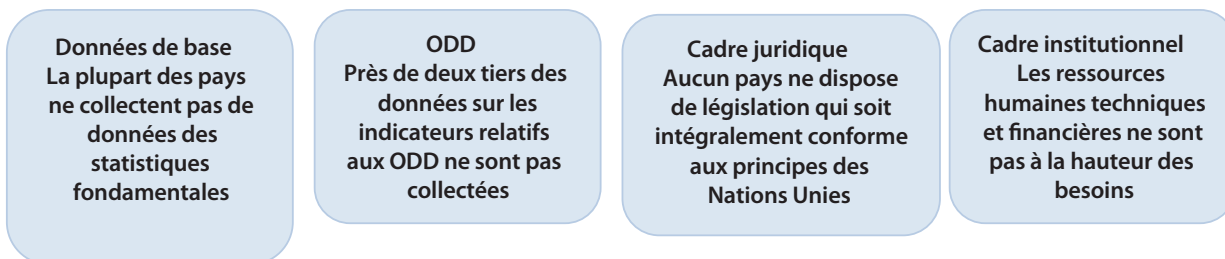 Données de base
La plupart des pays
ne collectent pas de
données des
statistiques
fondamentales
ODD
Près de deux tiers des
données sur les
indicateurs relatifs
aux ODD ne sont pas
collectées
Cadre juridique
Aucun pays ne dispose
de législation qui soit
intégralement conforme
aux principes des
Nations Unies
Cadre institutionnel
Les ressources
humaines techniques
et financières ne sont
pas à la hauteur des
besoins